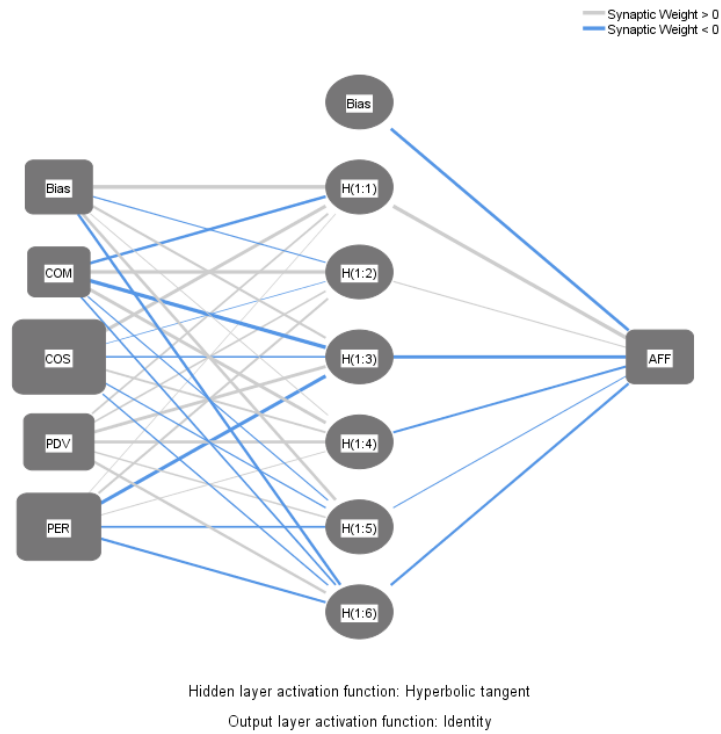 Synaptic Weight > 0
Synaptic Weight < 0
Bias
Bias
H(1:1)
COM
H(1:2)
COS
H(1:3)
AFF
PDV
H(1:4)
PER
H(1:5)
H(1:6)
Hidden layer activation function: Hyperbolic tangent
Output layer activation function: Identity